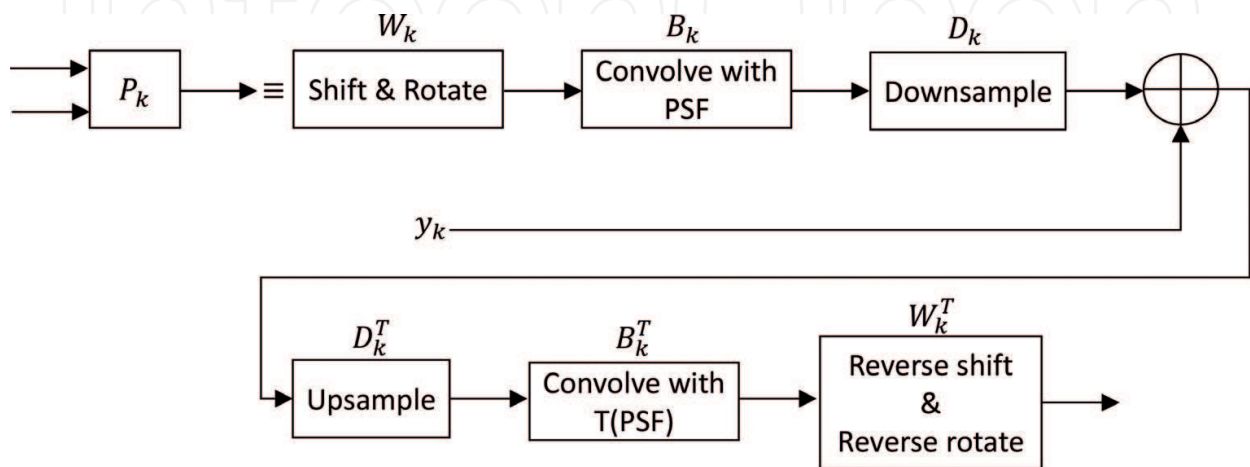 W_k
B_k
D_k
P_k
≡
Shift & Rotate
Convolve with
PSF
Downsample
y_k
D_k^T
B_k^T
W_k^T
Upsample
Convolve with
T(PSF)
Reverse shift
&
Reverse rotate